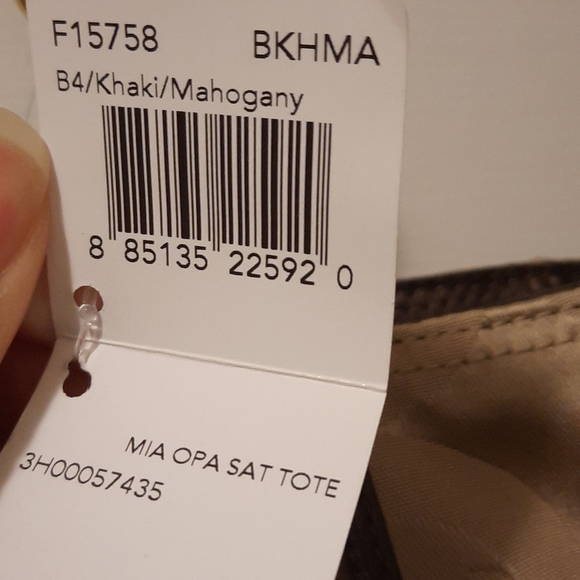 F15758 BKHMA
B4/Khaki/Mahogany
8 85135 22592 0
MIA OPA SAT TOTE
3H00057435